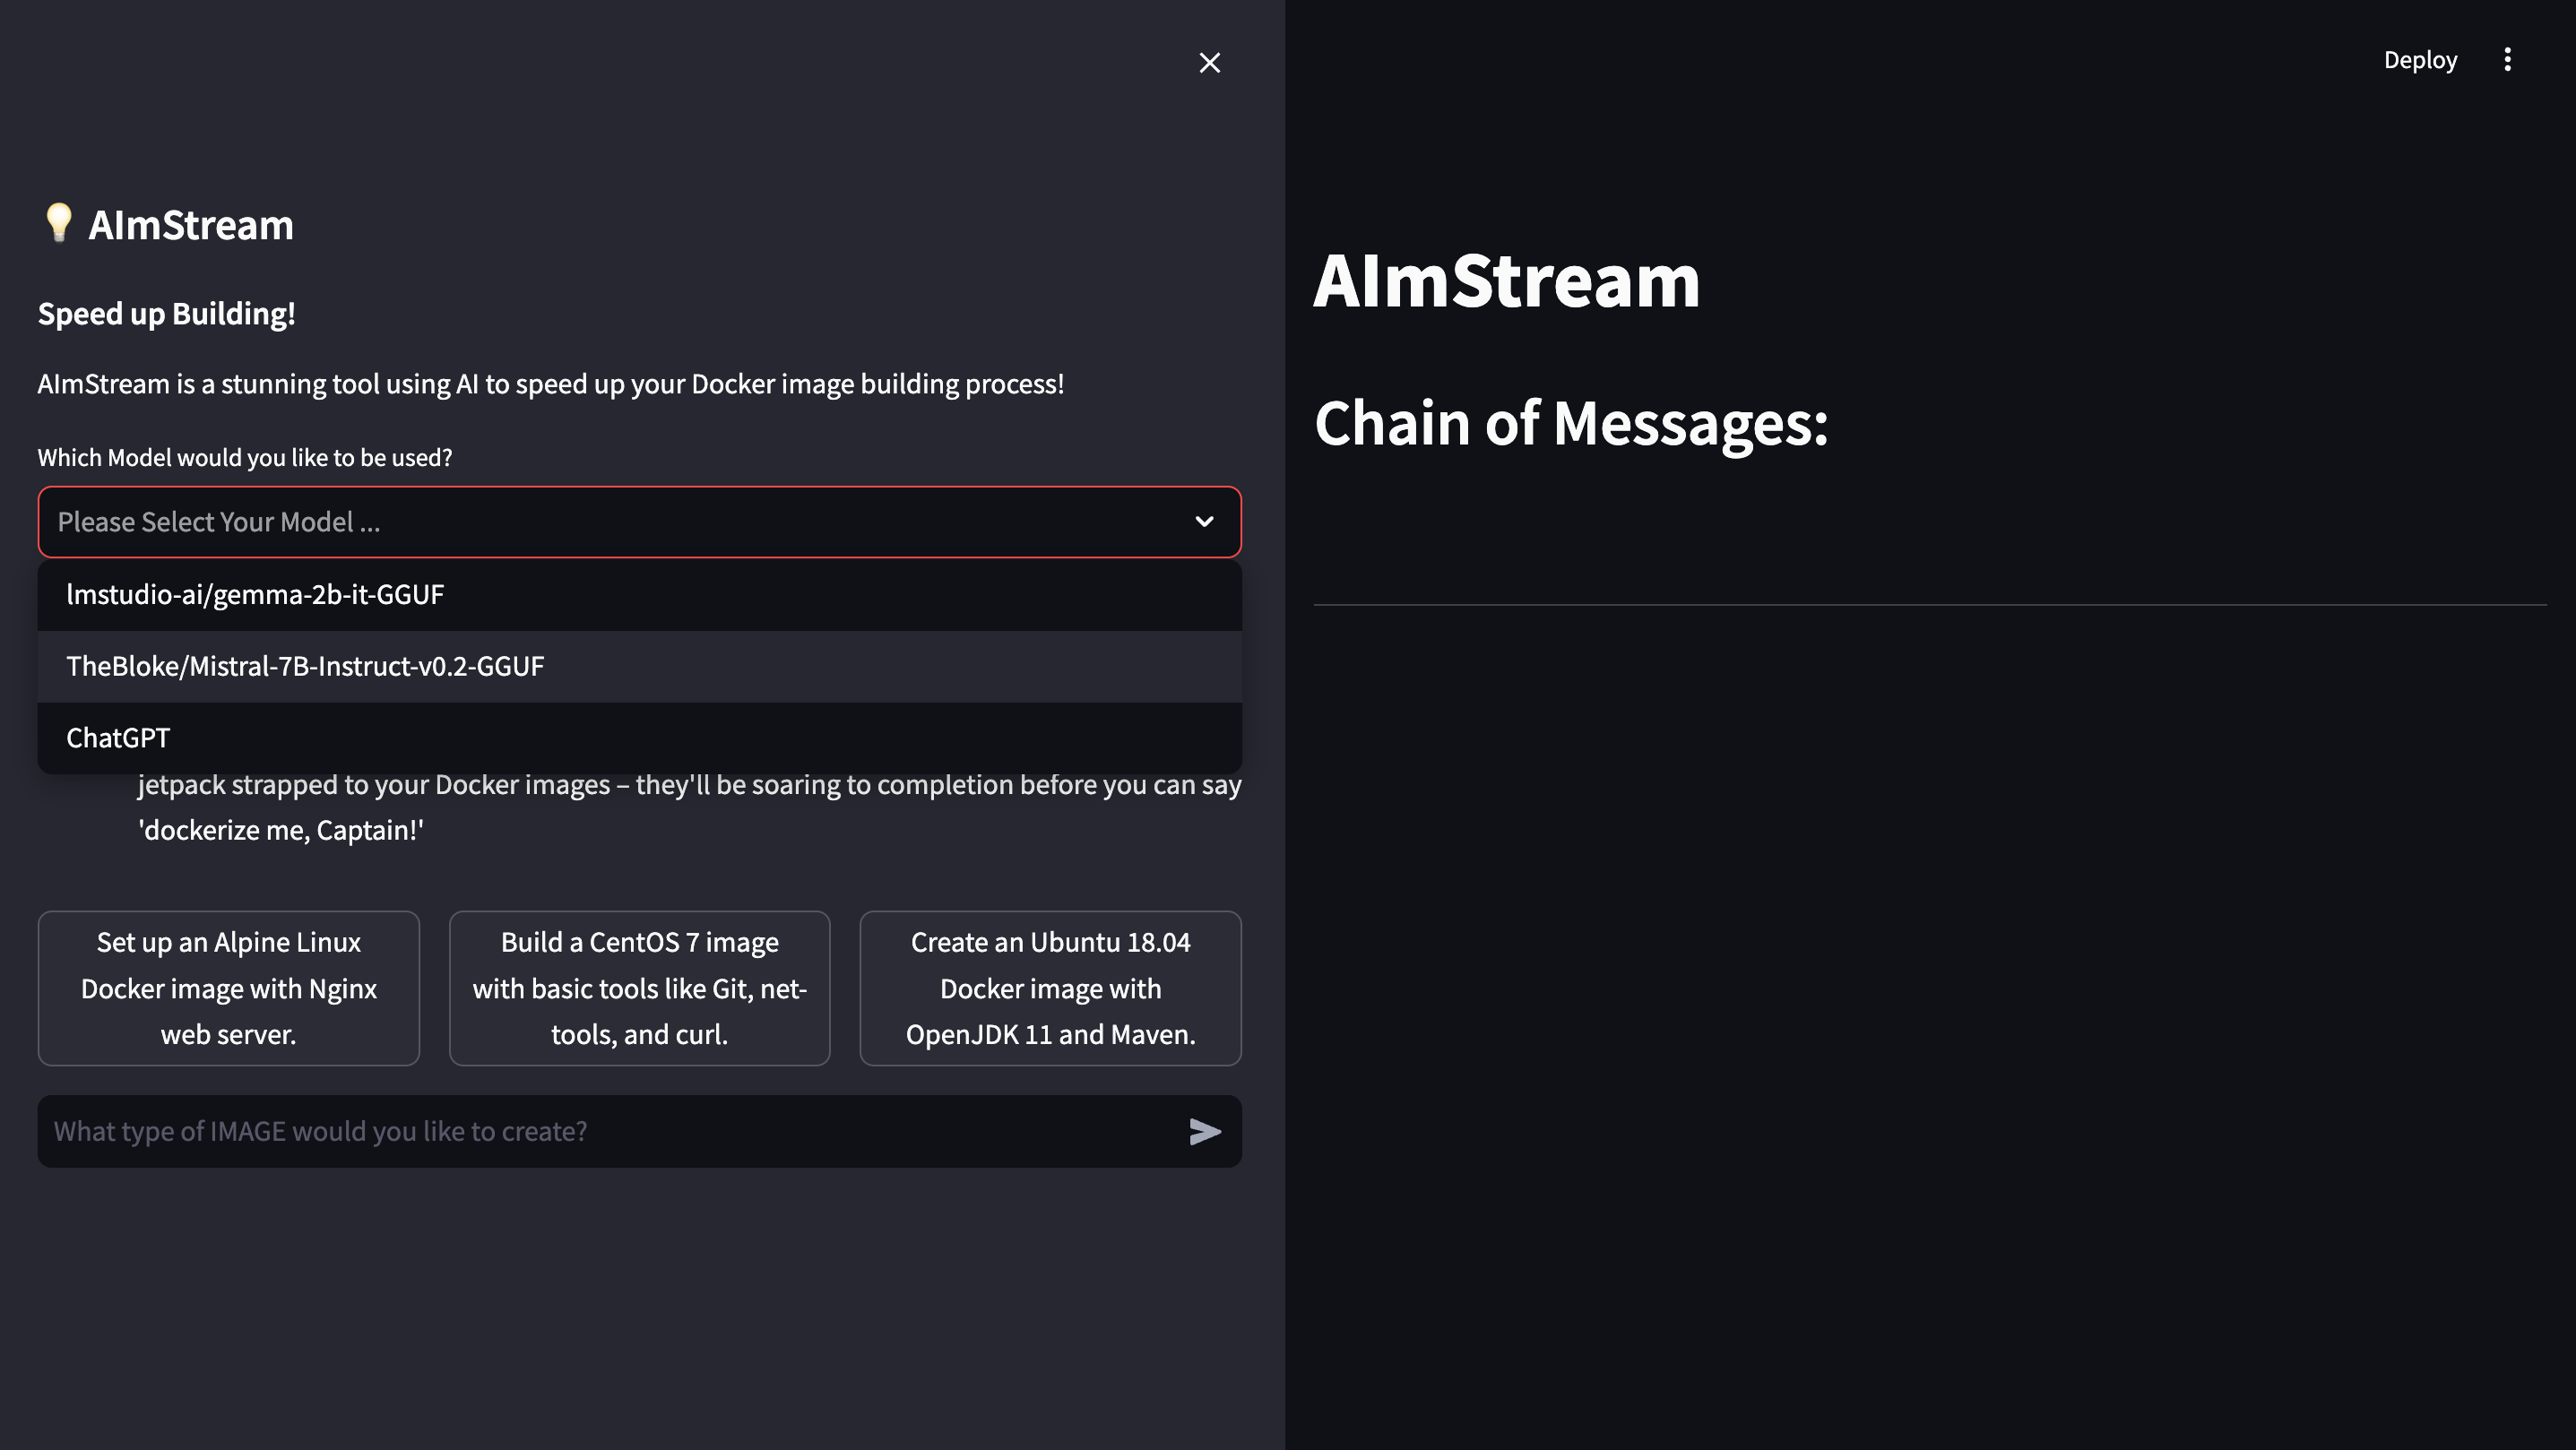 Deploy
AImStream
Speed up Building!
AImStream is a stunning tool using AI to speed up your Docker image building process!
Which Model would you like to be used?
Please Select Your Model ...
lmstudio-ai/gemma-2b-it-GGUF
TheBloke/Mistral-7B-Instruct-v0.2-GGUF
ChatGPT
jetpack strapped to your Docker images – they'll be soaring to completion before you can say
'dockerize me, Captain!'
Set up an Alpine Linux
Docker image with Nginx
web server.
Build a CentOS 7 image
with basic tools like Git, net-
tools, and curl.
Create an Ubuntu 18.04
Docker image with
OpenJDK 11 and Maven.
What type of IMAGE would you like to create?
AImStream
Chain of Messages: